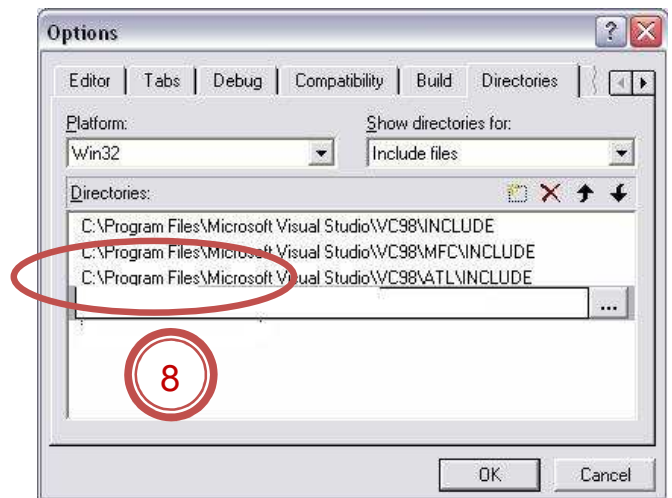 Options
Editor Tabs Debug Compatibility Build Directories
Platform: Show directories for:
Win32 Include files
Directories:
C:\Program Files\Microsoft Visual Studio\VC98\INCLUDE
C:\Program Files\Microsoft Visual Studio\VC98\MFC\INCLUDE
C:\Program Files\Microsoft Visual Studio\VC98\ATL\INCLUDE
...
8
OK Cancel